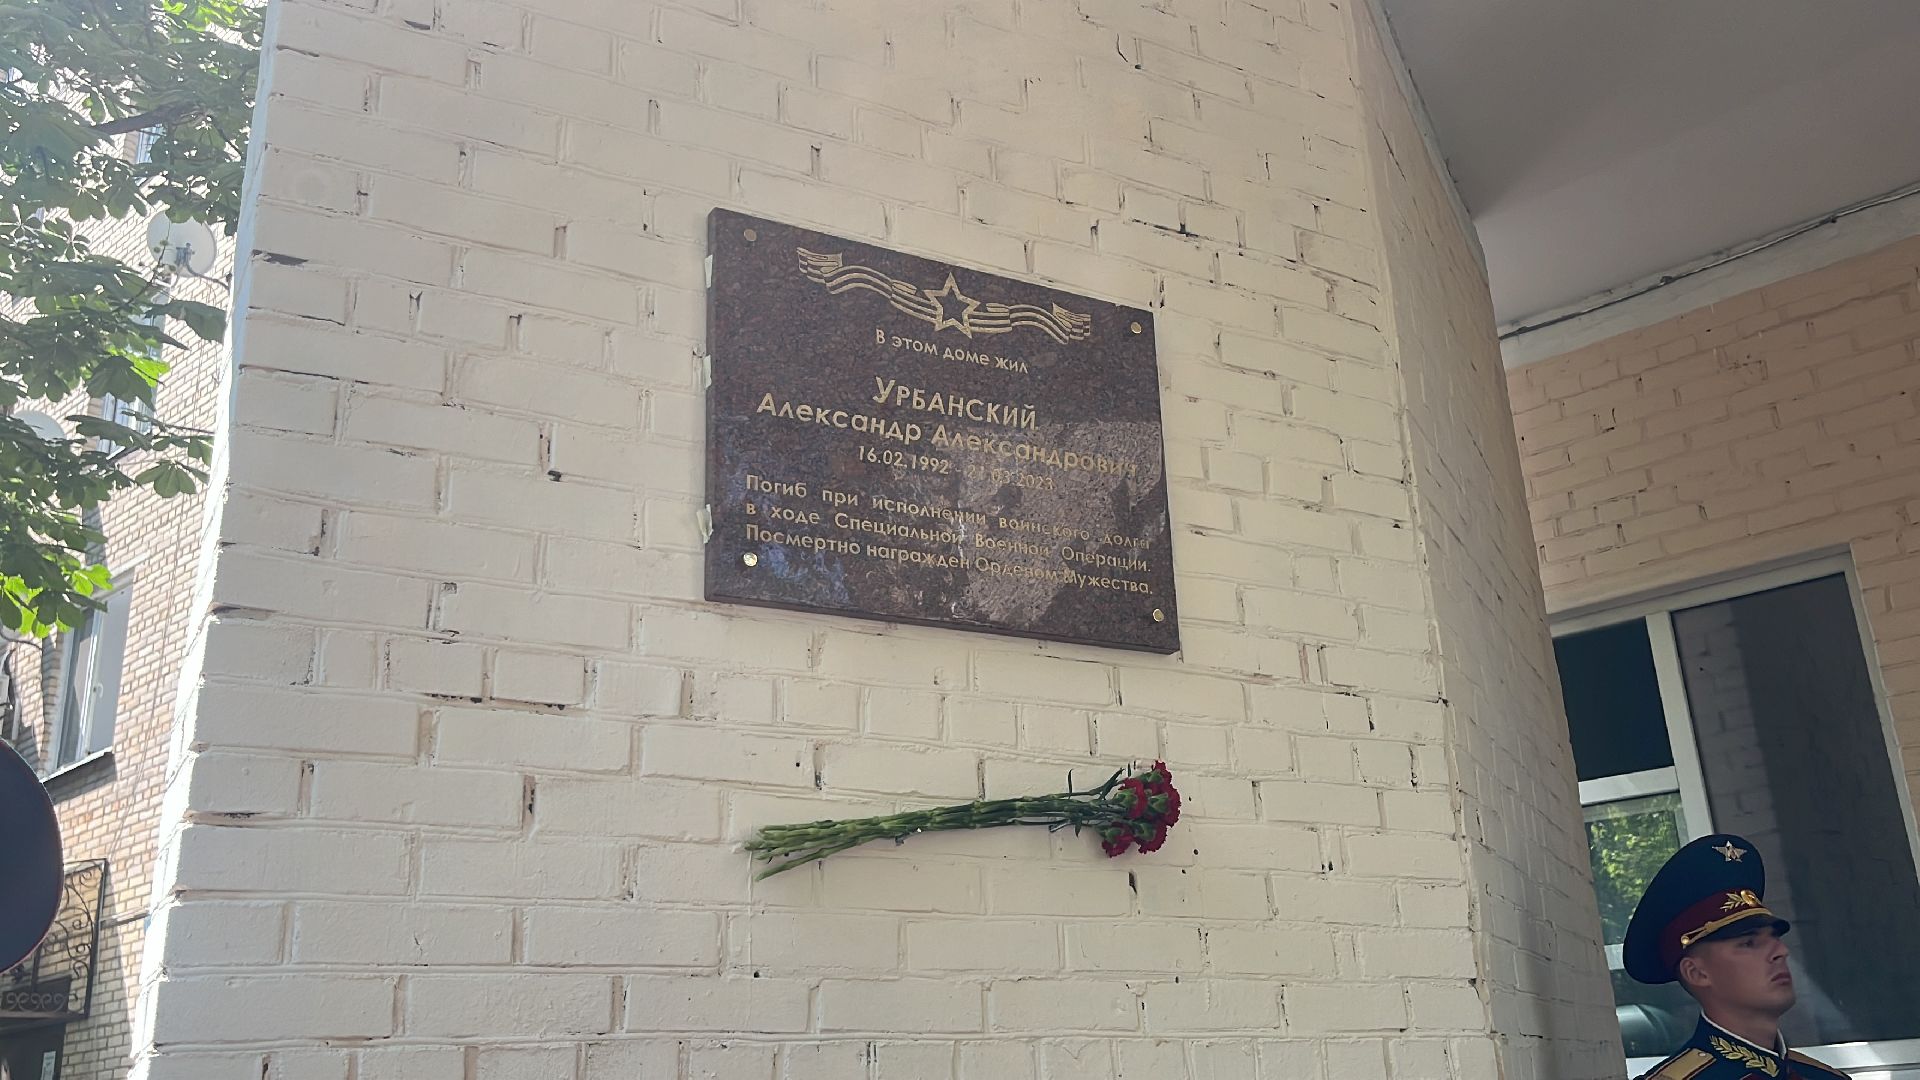 В этом доме жил
УРБАНСКИЙ
Александр Александрович
16.02.1992 - 21.03.2023
Погиб при исполнении воинского долга
в ходе Специальной Военной Операции.
Посмертно награжден Орденом Мужества.